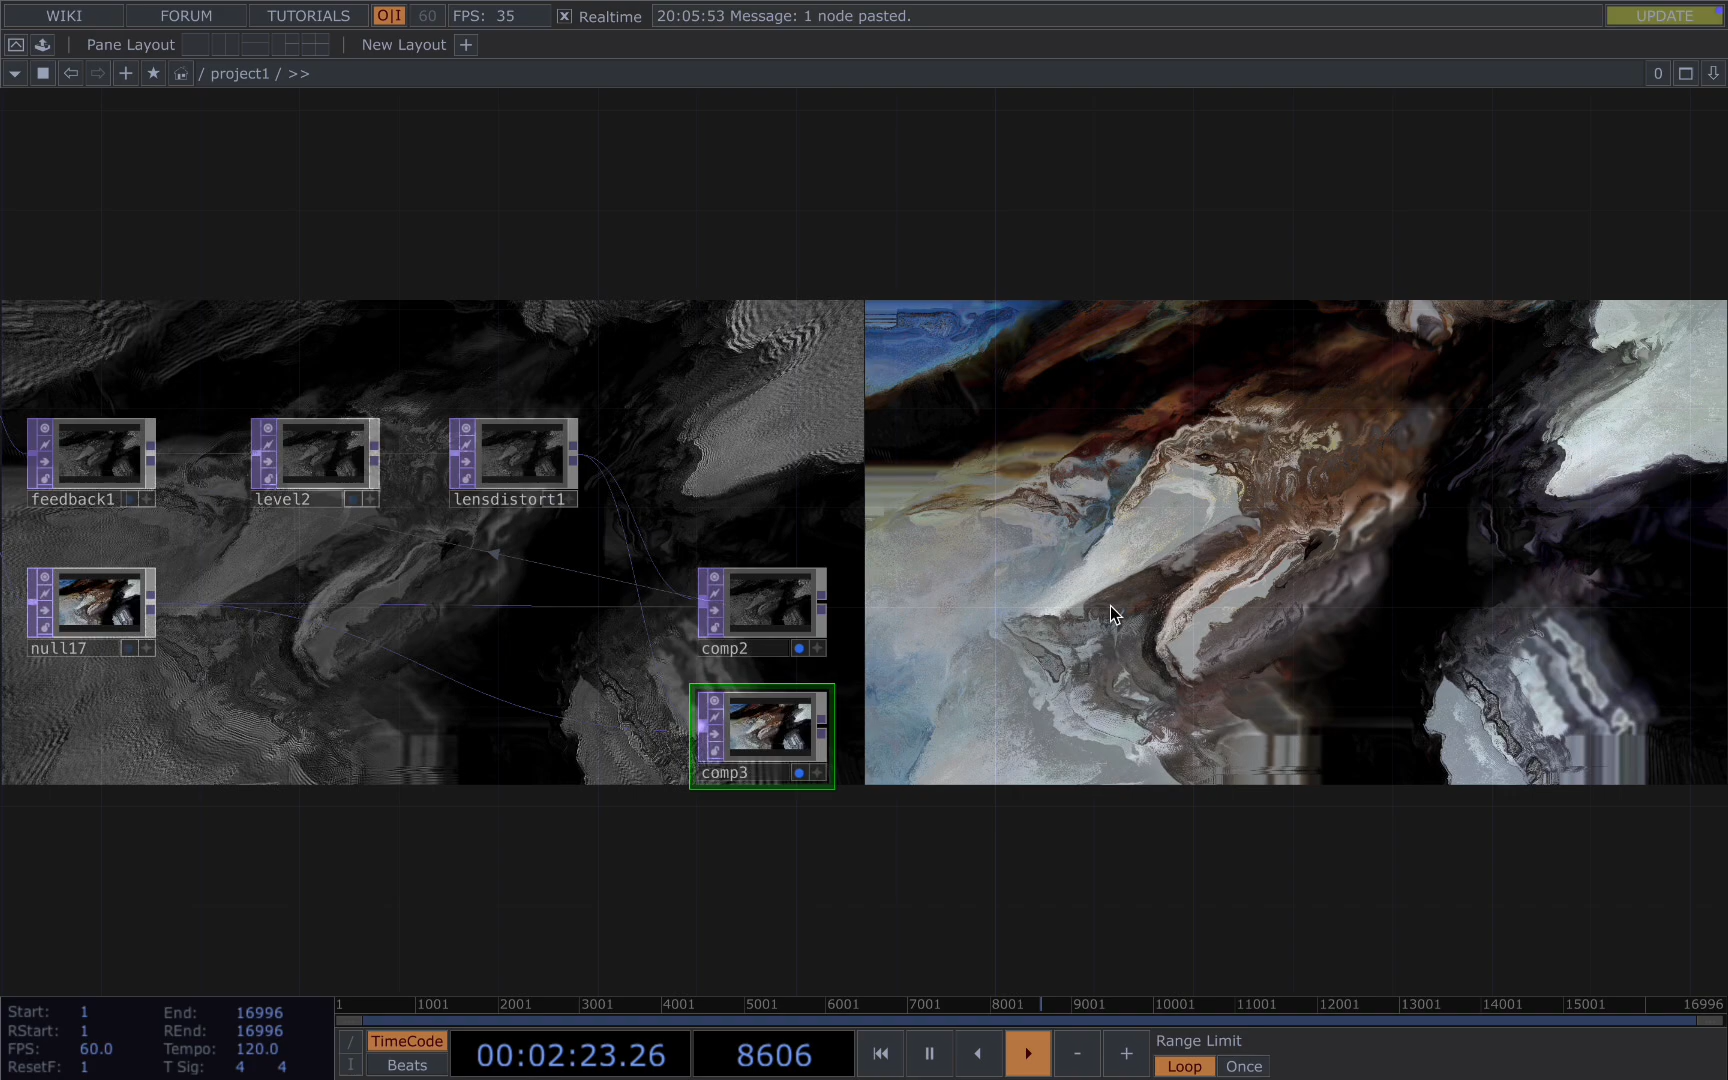 WIKI FORUM TUTORIALS O|I 60 FPS: 35 Realtime 20:05:53 Message: 1 node pasted. UPDATE
Pane Layout New Layout +
/ project1 / >> 0
feedback1 level2 lensdistort1
null17 comp2
comp3
1 1001 2001 3001 4001 5001 6001 7001 8001 9001 10001 11001 12001 13001 14001 15001 16996
Start: 1 End: 16996
RStart: 1 REnd: 16996
FPS: 60.0 Tempo: 120.0
ResetF: 1 T Sig: 4 4
TimeCode
Beats
00:02:23.26 8606
- +
Range Limit
Loop Once